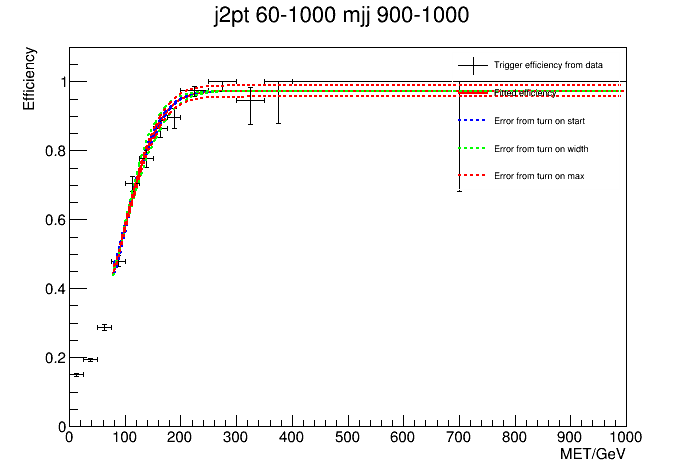 j2pt 60-1000 mjj 900-1000
Efficiency
1
0.8
0.6
0.4
0.2
0
Trigger efficiency from data
Fitted efficiency
Error from turn on start
Error from turn on width
Error from turn on max
0 100 200 300 400 500 600 700 800 900 1000
MET/GeV